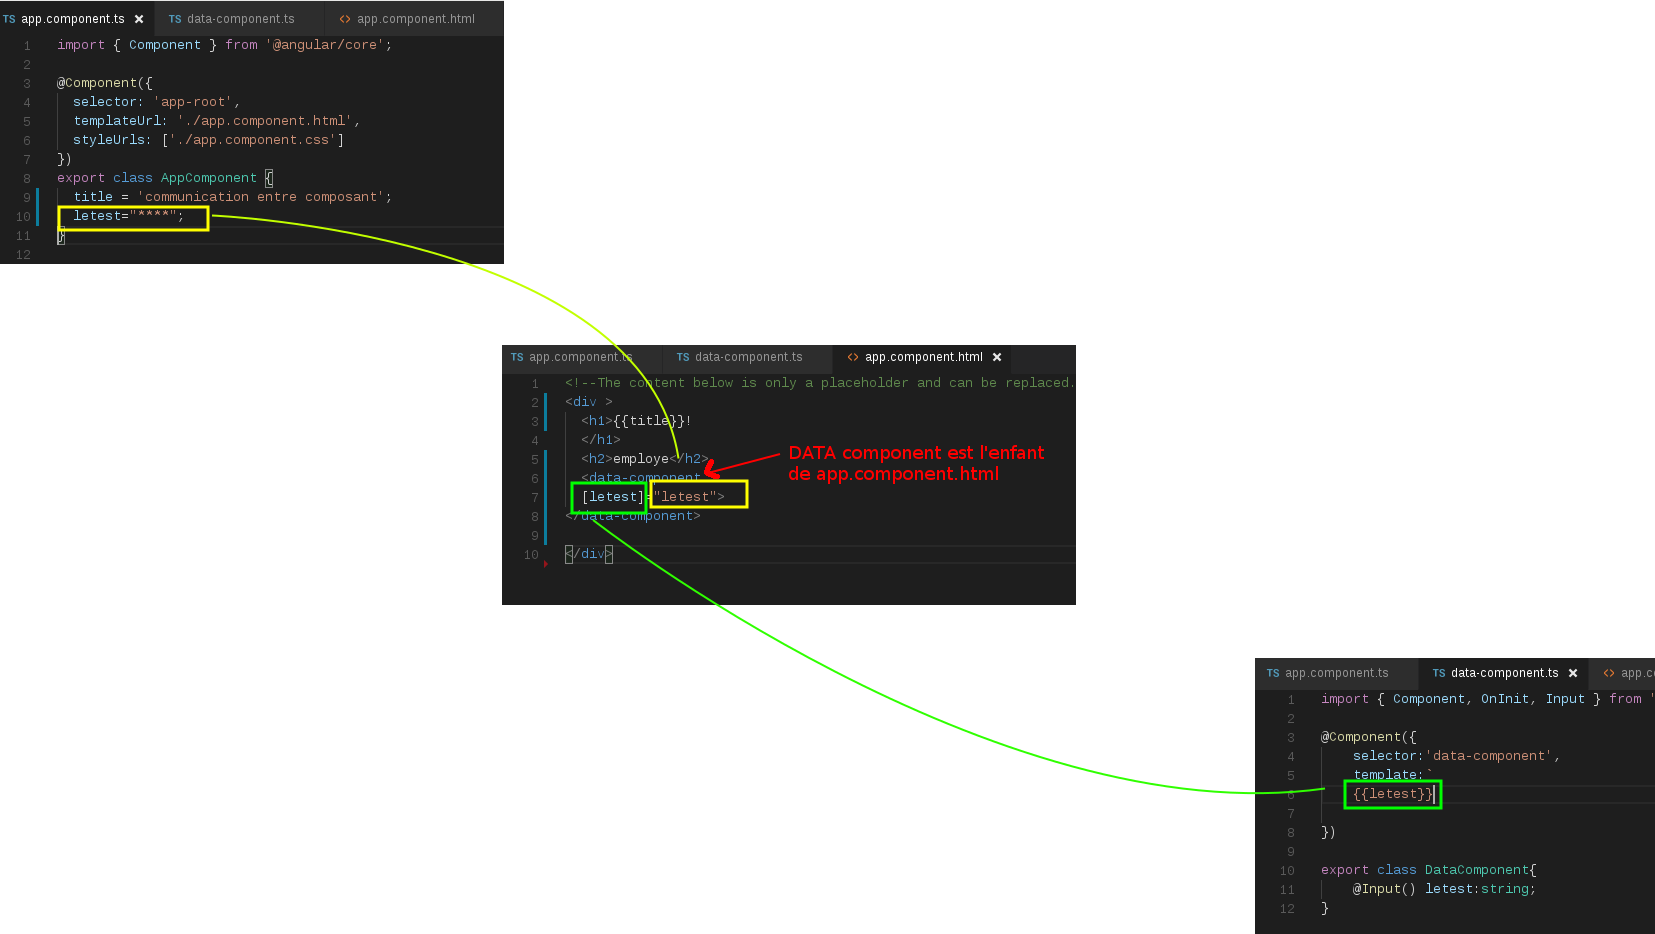 TS app.component.ts × TS data-component.ts <> app.component.html
1 import { Component } from '@angular/core';
2
3 @Component({
4 selector: 'app-root',
5 templateUrl: './app.component.html',
6 styleUrls: ['./app.component.css']
7 })
8 export class AppComponent {
9 title = 'communication entre composant';
10 letest="****";
11 }
12
TS app.component.ts TS data-component.ts <> app.component.html ×
1 <!--The content below is only a placeholder and can be replaced.
2 <div >
3 <h1>{{title}}!
4 </h1>
5 <h2>employe</h2>
6 <data-component
7 [letest]="letest">
8 </data-component>
9
10 </div>
DATA component est l'enfant
de app.component.html
TS app.component.ts TS data-component.ts × <> app.c
1 import { Component, OnInit, Input } from '
2
3 @Component({
4 selector:'data-component',
5 template:`
6 {{letest}}
7
8 })
9
10 export class DataComponent{
11 @Input() letest:string;
12 }